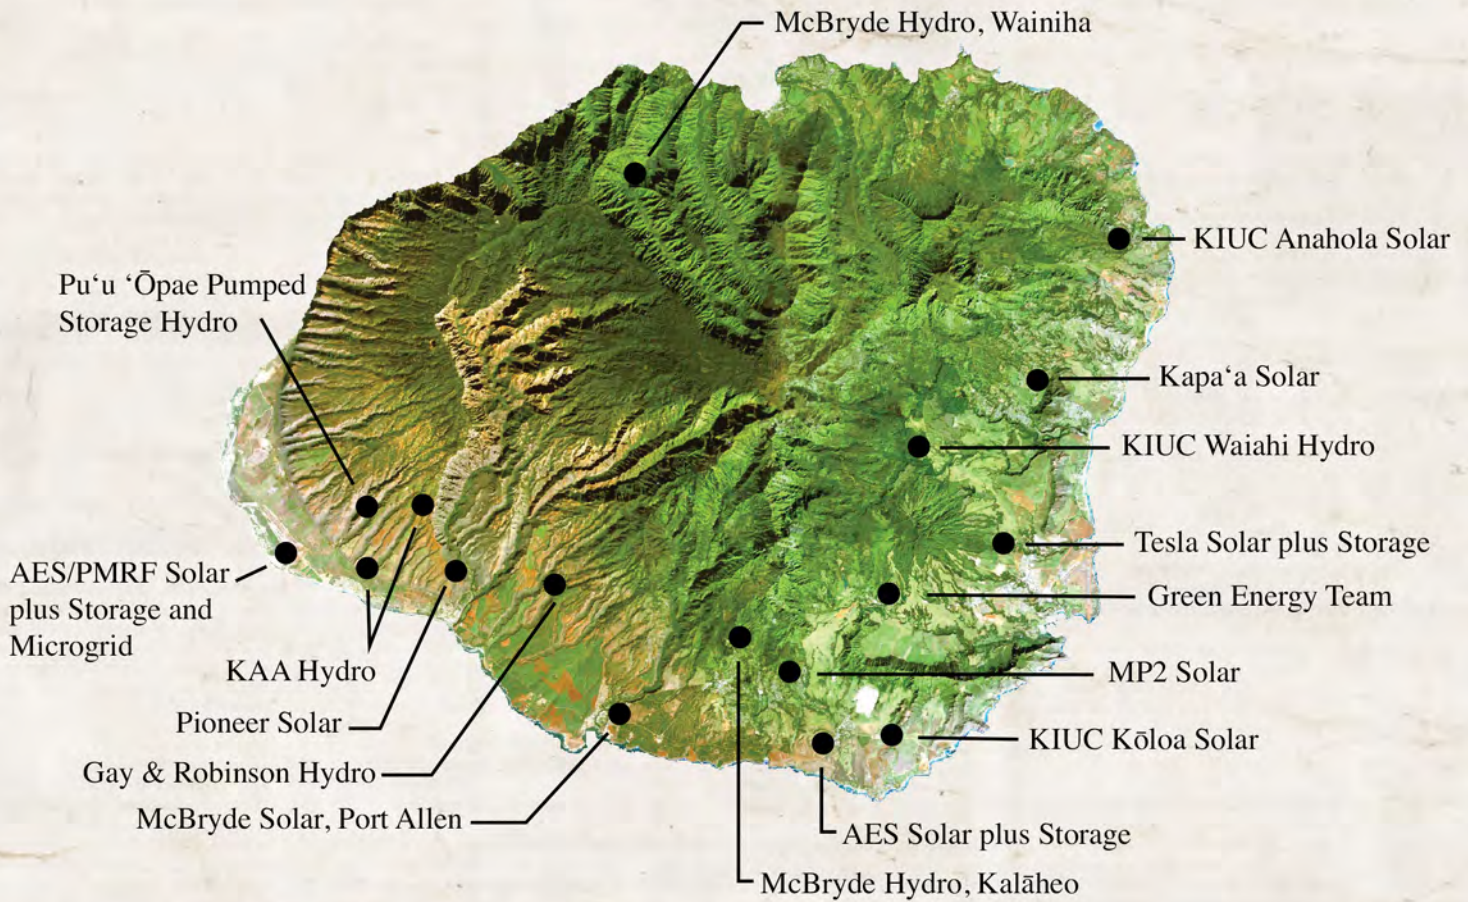 McBryde Hydro, Wainiha
KIUC Anahola Solar
Pu‘u ‘Ōpae Pumped
Storage Hydro
Kapa‘a Solar
KIUC Waiahi Hydro
Tesla Solar plus Storage
AES/PMRF Solar
plus Storage and
Microgrid
Green Energy Team
KAA Hydro
MP2 Solar
Pioneer Solar
KIUC Kōloa Solar
Gay & Robinson Hydro
McBryde Solar, Port Allen
AES Solar plus Storage
McBryde Hydro, Kalāheo